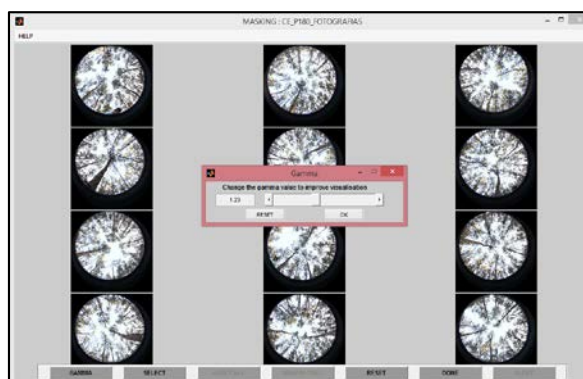 MASKING : CE_P180_FOTOGRAFIAS
HELP
Gamma
Change the gamma value to improve visualisation
1.23
RESET OK
GAMMA SELECT RESET DONE